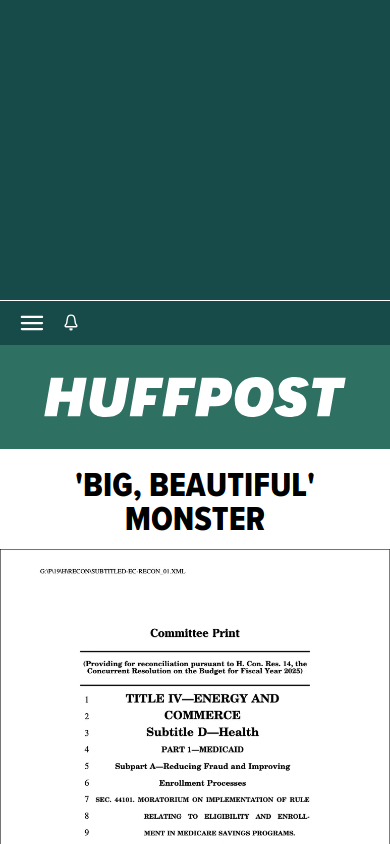 HUFFPOST
'BIG, BEAUTIFUL'
MONSTER
G:\P\19\H\RECON\SUBTITLED-EC-RECON_01.XML
Committee Print
(Providing for reconciliation pursuant to H. Con. Res. 14, the
Concurrent Resolution on the Budget for Fiscal Year 2025)
1 TITLE IV—ENERGY AND
2 COMMERCE
3 Subtitle D—Health
4 PART 1—MEDICAID
5 Subpart A—Reducing Fraud and Improving
6 Enrollment Processes
7 SEC. 44101. MORATORIUM ON IMPLEMENTATION OF RULE
8 RELATING TO ELIGIBILITY AND ENROLL-
9 MENT IN MEDICARE SAVINGS PROGRAMS.